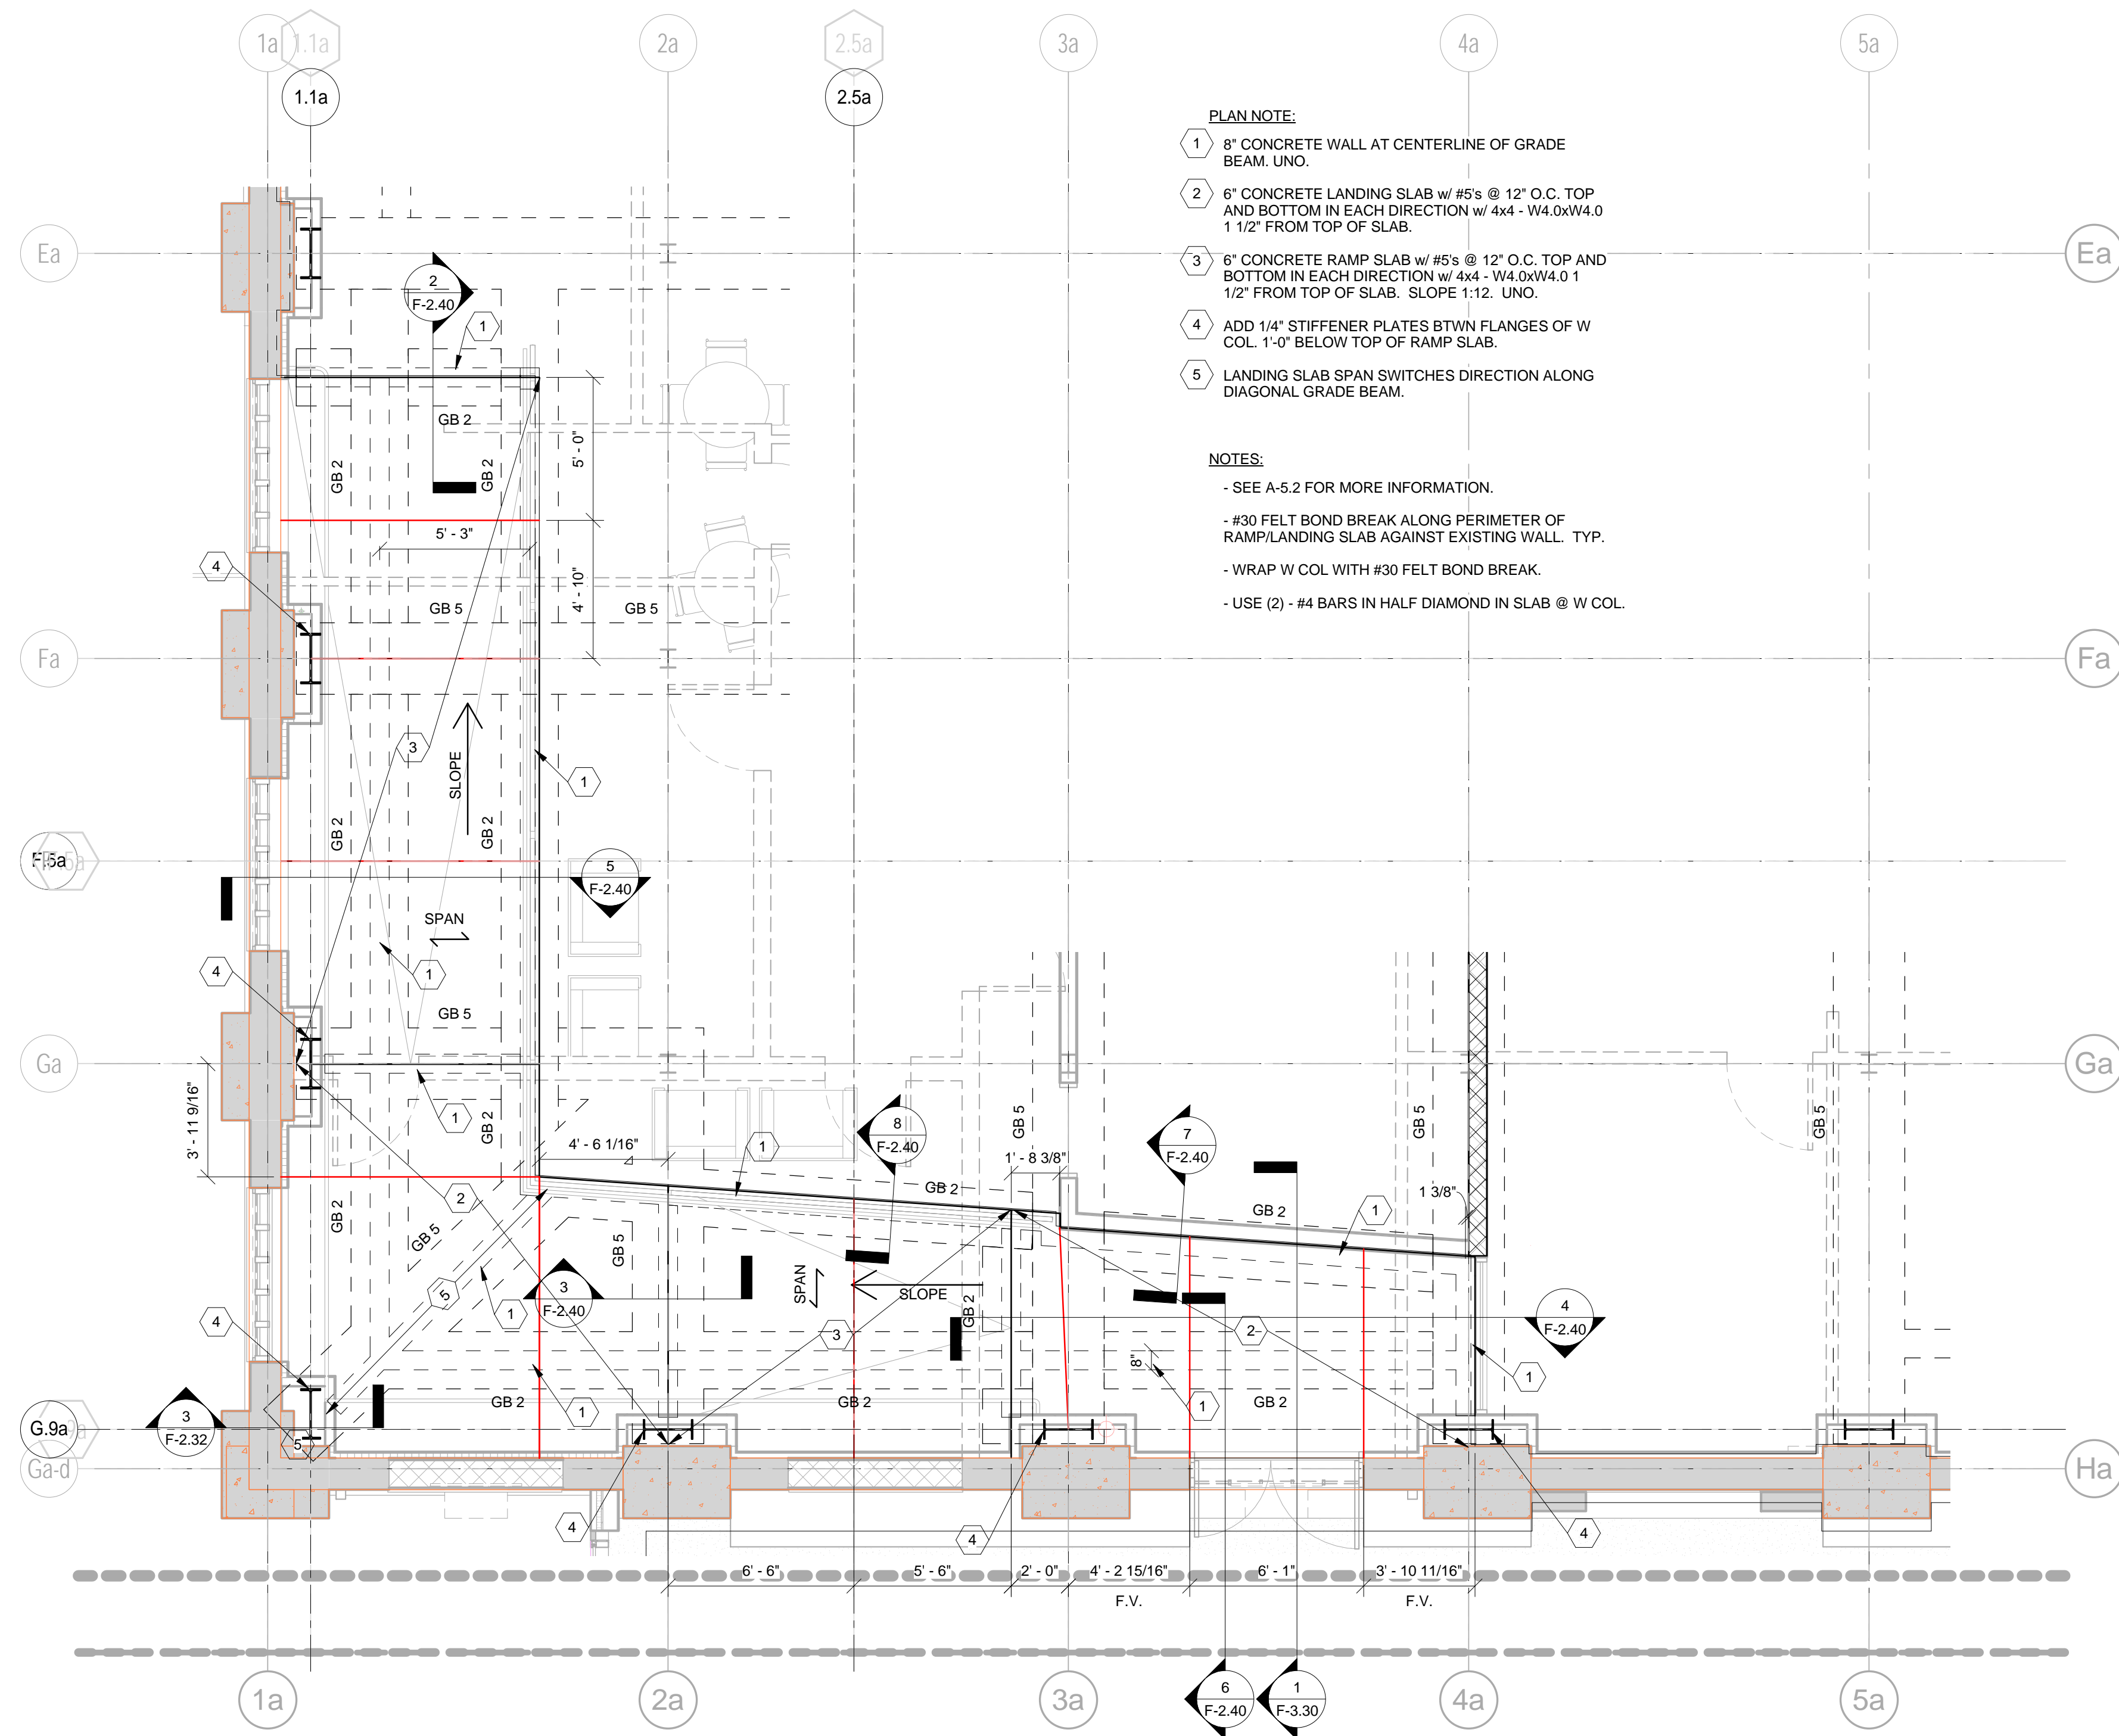 1a
1.1a
2a
2.5a
3a
4a
5a
1.1a
2.5a
PLAN NOTE:
1 8" CONCRETE WALL AT CENTERLINE OF GRADE
BEAM. UNO.
2 6" CONCRETE LANDING SLAB w/ #5's @ 12" O.C. TOP
AND BOTTOM IN EACH DIRECTION w/ 4x4 - W4.0xW4.0
1 1/2" FROM TOP OF SLAB.
3 6" CONCRETE RAMP SLAB w/ #5's @ 12" O.C. TOP AND
BOTTOM IN EACH DIRECTION w/ 4x4 - W4.0xW4.0 1
1/2" FROM TOP OF SLAB. SLOPE 1:12. UNO.
4 ADD 1/4" STIFFENER PLATES BTWN FLANGES OF W
COL. 1'-0" BELOW TOP OF RAMP SLAB.
5 LANDING SLAB SPAN SWITCHES DIRECTION ALONG
DIAGONAL GRADE BEAM.
NOTES:
- SEE A-5.2 FOR MORE INFORMATION.
- #30 FELT BOND BREAK ALONG PERIMETER OF
RAMP/LANDING SLAB AGAINST EXISTING WALL. TYP.
- WRAP W COL WITH #30 FELT BOND BREAK.
- USE (2) - #4 BARS IN HALF DIAMOND IN SLAB @ W COL.
Ea
Ea
2
F-2.40
1
GB 2
GB 2
GB 2
5' - 0"
5' - 3"
4
4' - 10"
GB 5
GB 5
Fa
Fa
3
SLOPE
1
GB 2
GB 2
F.5a
5
F-2.40
SPAN
4
1
GB 5
Ga
Ga
3' - 11 9/16"
1
GB 2
4' - 6 1/16"
1
8
F-2.40
GB 5
7
F-2.40
GB 5
GB 5
1' - 8 3/8"
2
GB 2
GB 2
GB 2
1 3/8"
1
GB 5
GB 5
5
1
3
F-2.40
SPAN
SLOPE
GB 2
3
2
4
F-2.40
4
8"
1
1
GB 2
1
GB 2
GB 2
1
G.9a
3
F-2.32
5
Ga-d
Ha
4
4
4
6' - 6"
5' - 6"
2' - 0"
4' - 2 15/16"
6' - 1"
3' - 10 11/16"
F.V.
F.V.
1a
2a
3a
6
F-2.40
1
F-3.30
4a
5a